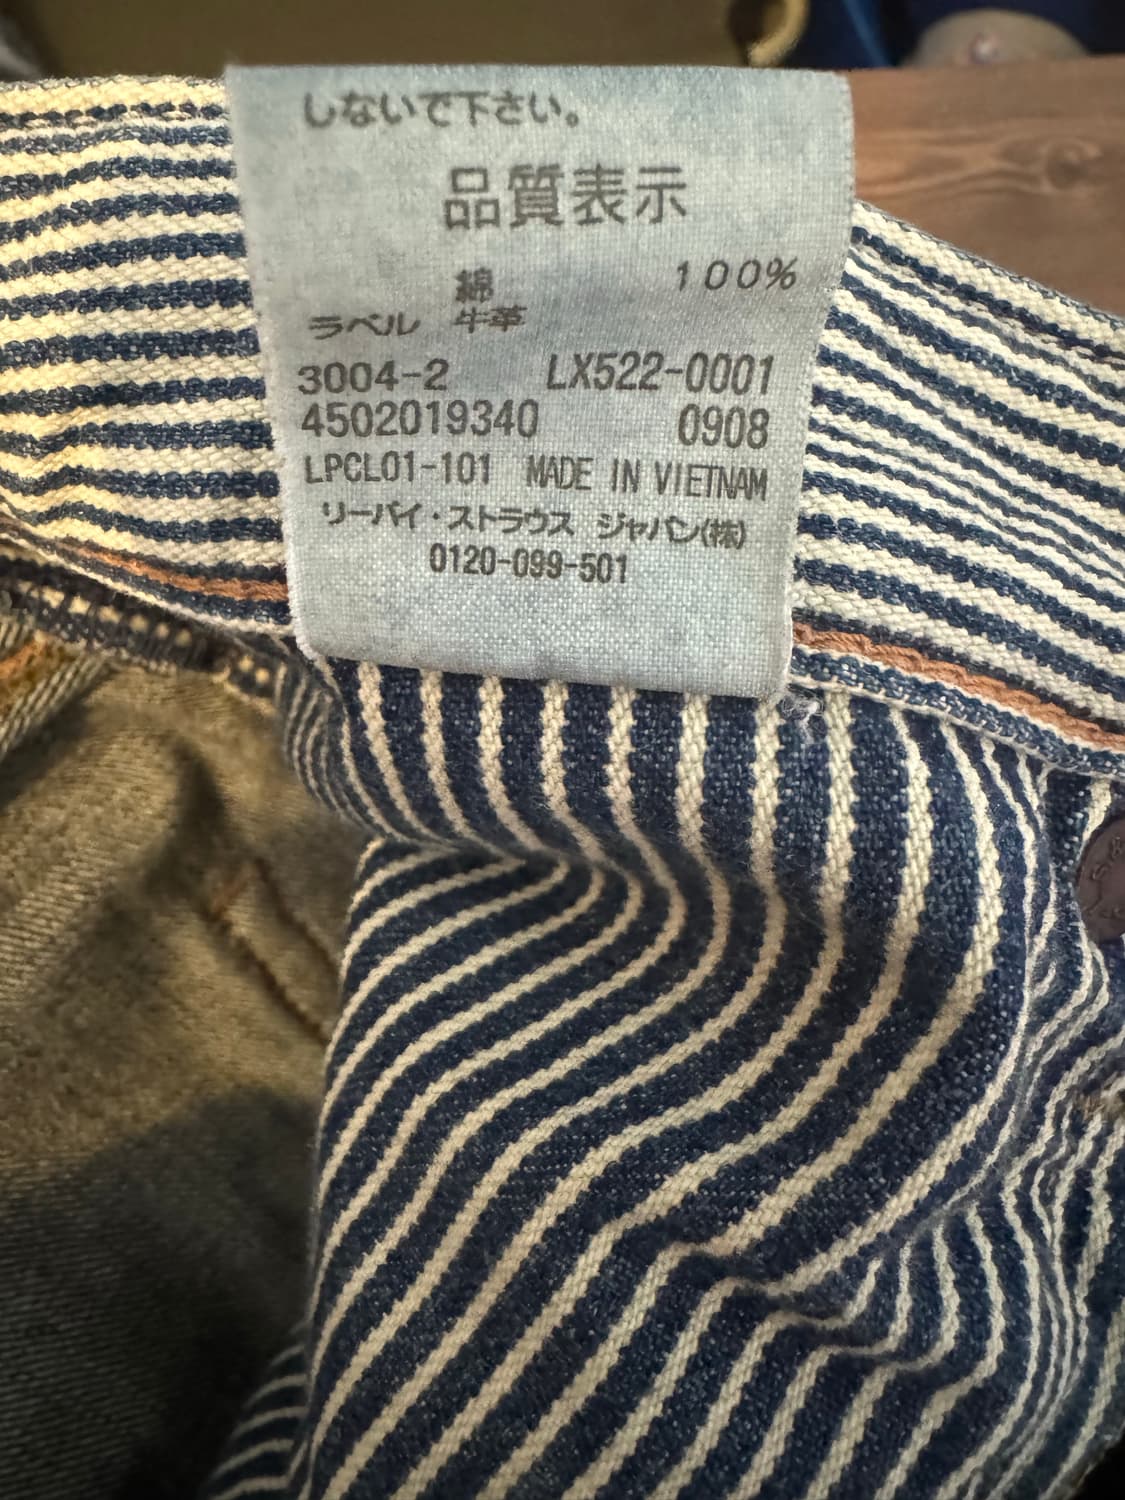 しないで下さい。
品質表示
綿 100%
ラベル 牛革
3004-2 LX522-0001
4502019340 0908
LPCL01-101 MADE IN VIETNAM
リーバイ・ストラウス ジャパン(株)
0120-099-501